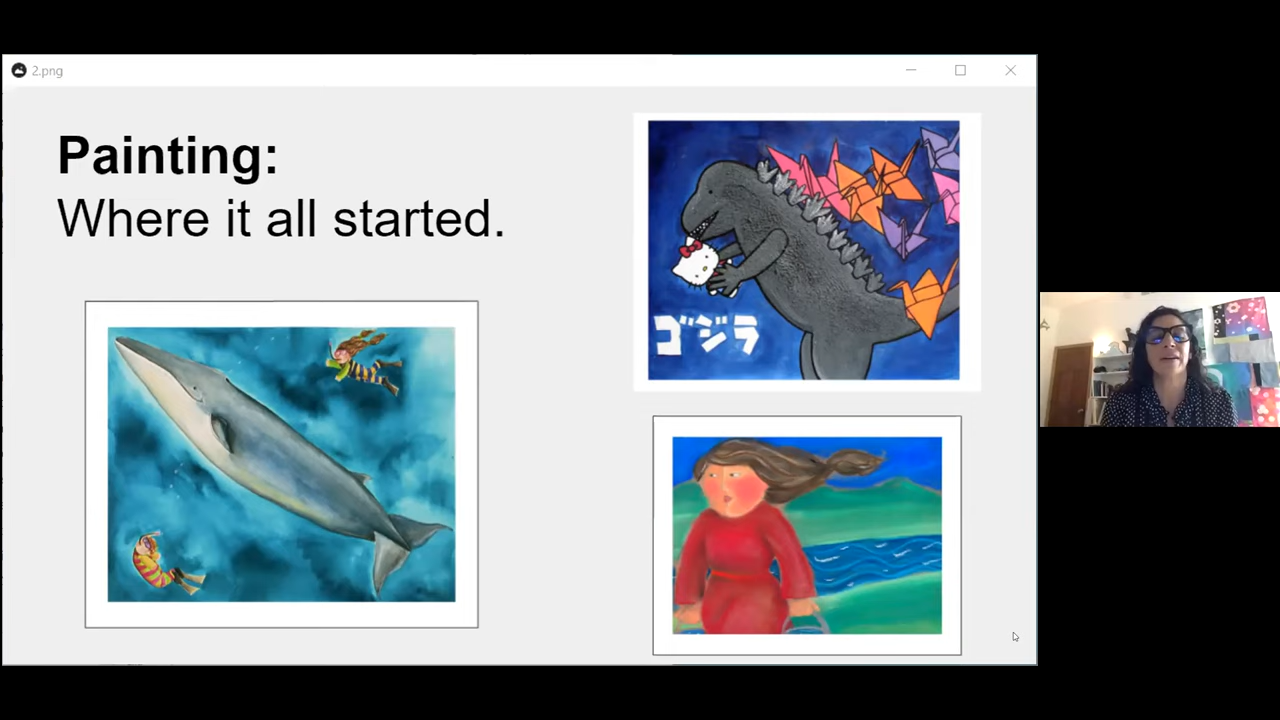 2.png
Painting:
Where it all started.
ゴジラ